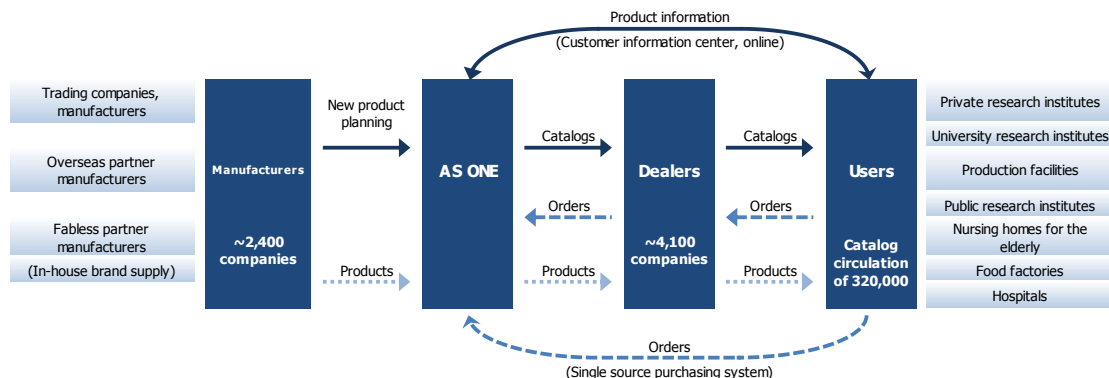 Product information
(Customer information center, online)
Trading companies,
manufacturers
Overseas partner
manufacturers
Fabless partner
manufacturers
(In-house brand supply)
Manufacturers
~2,400
companies
New product
planning
Products
AS ONE
Catalogs
Orders
Products
Dealers
~4,100
companies
Catalogs
Orders
Products
Users
Catalog
circulation
of 320,000
Private research institutes
University research institutes
Production facilities
Public research institutes
Nursing homes for the
elderly
Food factories
Hospitals
Orders
(Single source purchasing system)